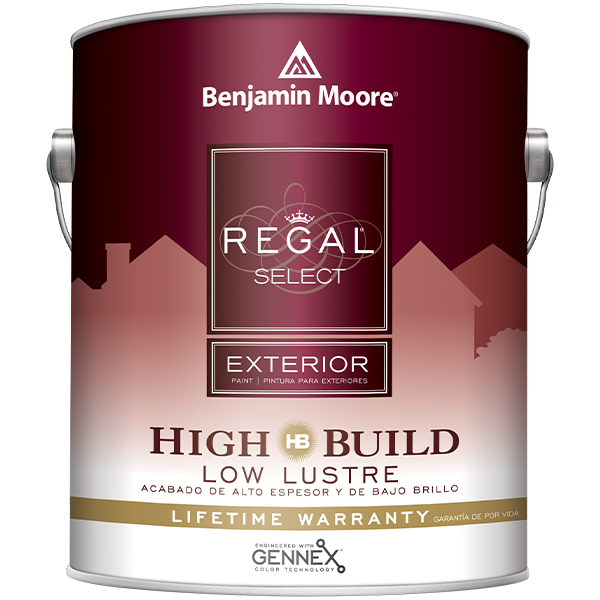 Benjamin Moore®
REGAL®
SELECT
EXTERIOR
PAINT | PINTURA PARA EXTERIORES
HIGH HB BUILD
LOW LUSTRE
ACABADO DE ALTO ESPESOR Y DE BAJO BRILLO
LIFETIME WARRANTY GARANTÍA DE POR VIDA
ENGINEERED WITH
GENNEX
COLOR TECHNOLOGY